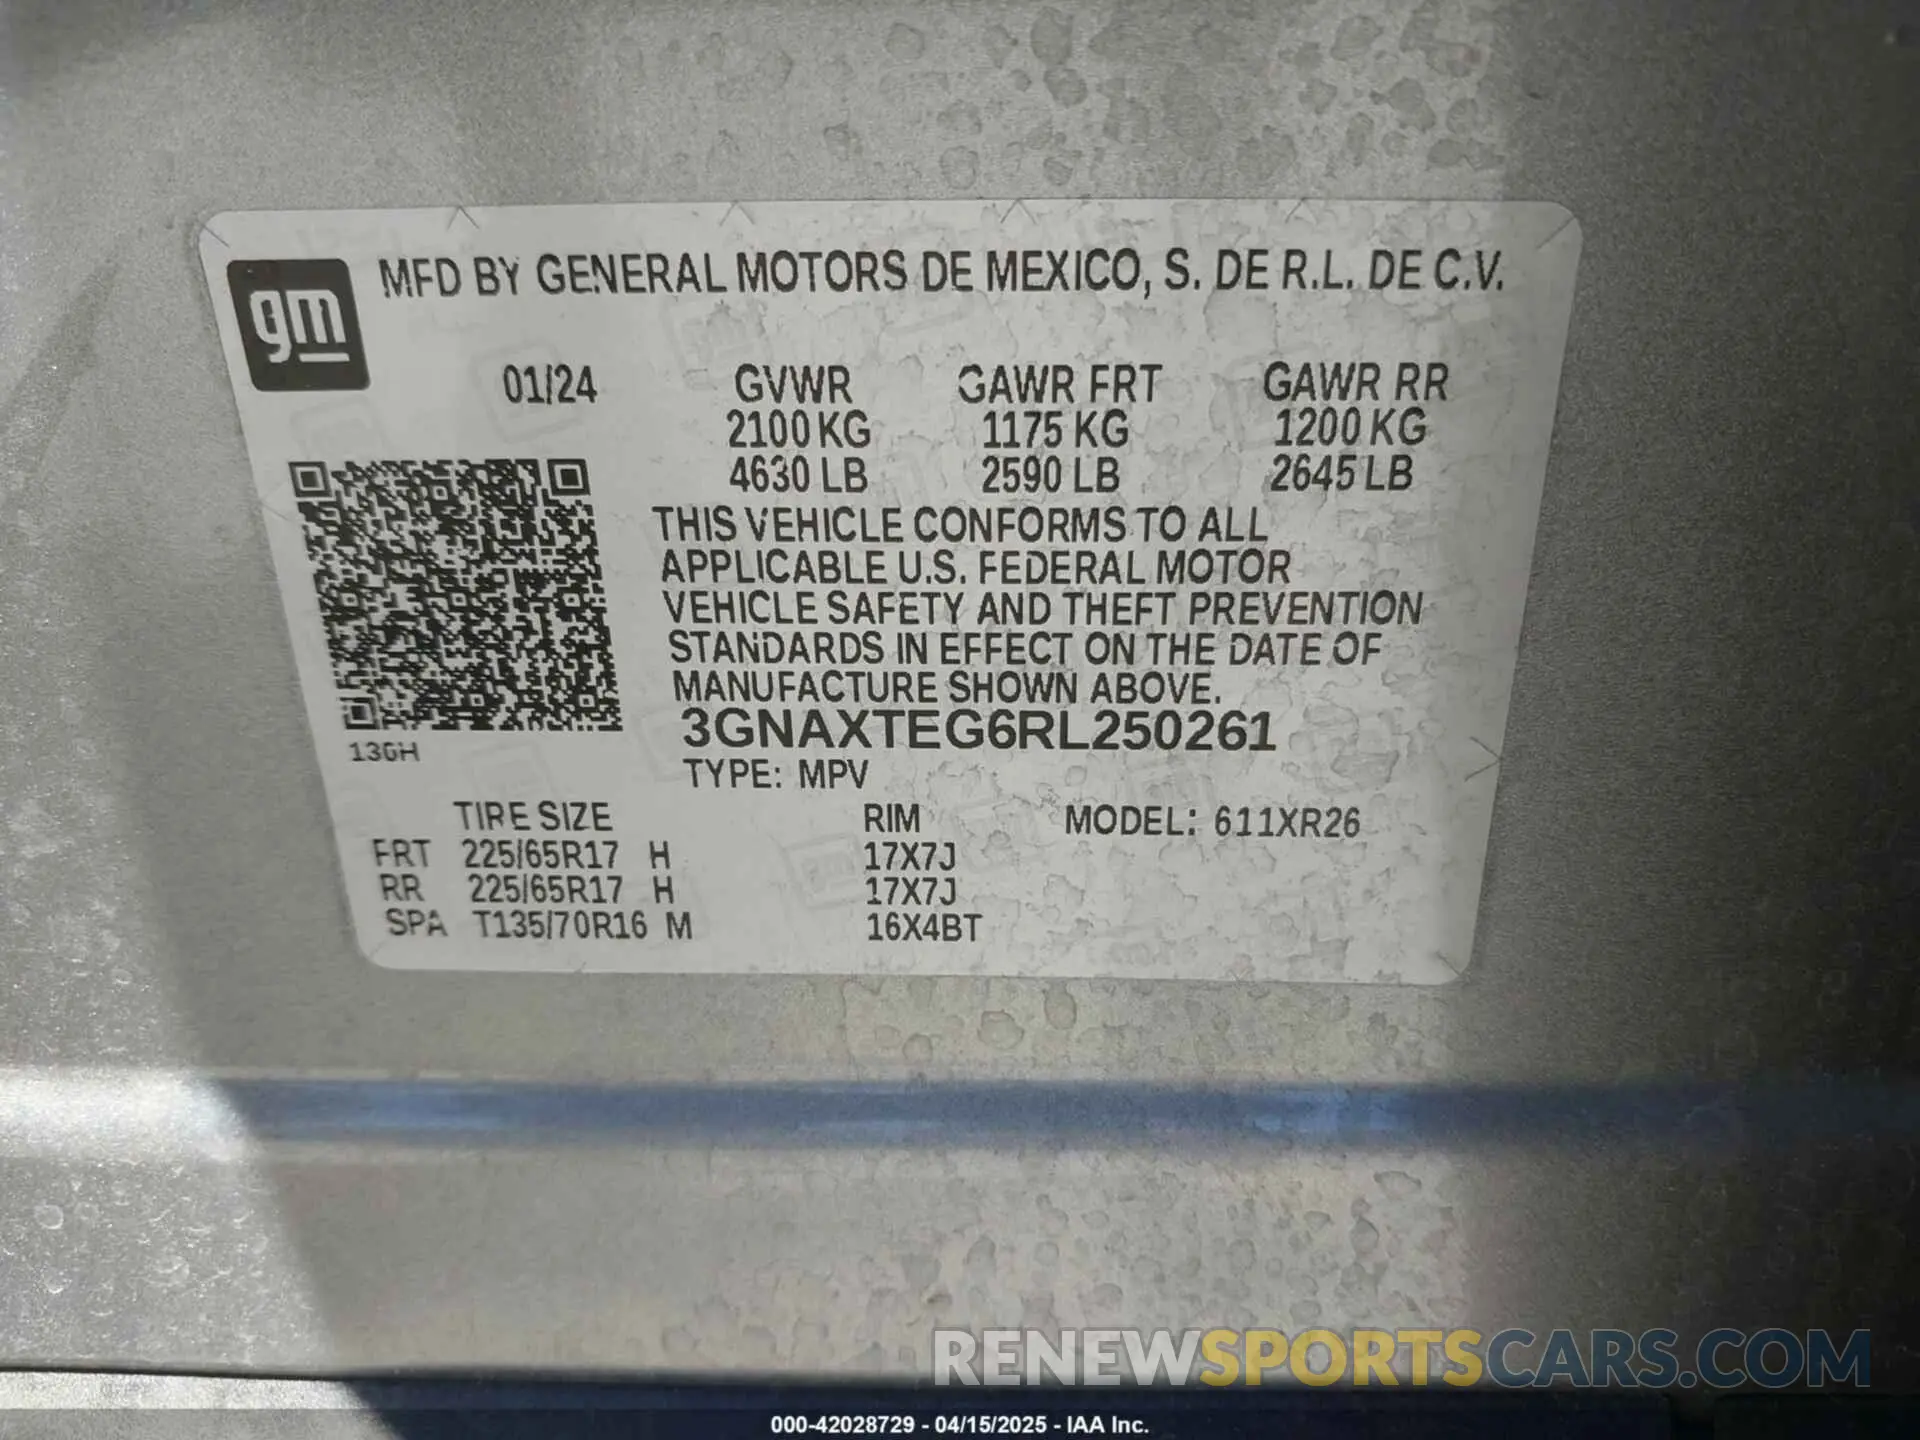 gm
MFD BY GENERAL MOTORS DE MEXICO, S. DE R.L. DE C.V.
01/24 GVWR GAWR FRT GAWR RR
2100 KG 1175 KG 1200 KG
4630 LB 2590 LB 2645 LB
THIS VEHICLE CONFORMS TO ALL
APPLICABLE U.S. FEDERAL MOTOR
VEHICLE SAFETY AND THEFT PREVENTION
STANDARDS IN EFFECT ON THE DATE OF
MANUFACTURE SHOWN ABOVE.
3GNAXTEG6RL250261
13GH
TYPE: MPV
TIRE SIZE RIM MODEL: 611XR26
FRT 225/65R17 H 17X7J
RR 225/65R17 H 17X7J
SPA T135/70R16 M 16X4BT
RENEWSPORTSCARS.COM
000-42028729 - 04/15/2025 - IAA Inc.